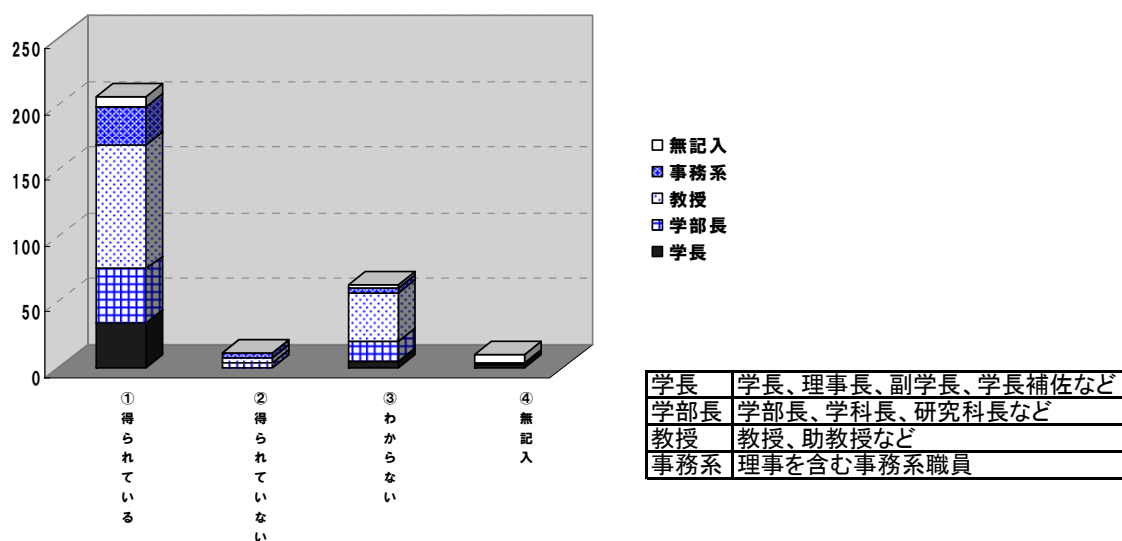 250
200
150
100
50
0
①得られている
②得られていない
③わからない
④無記入
無記入
事務系
教授
学部長
学長
学長 学長、理事長、副学長、学長補佐など
学部長 学部長、学科長、研究科長など
教授 教授、助教授など
事務系 理事を含む事務系職員